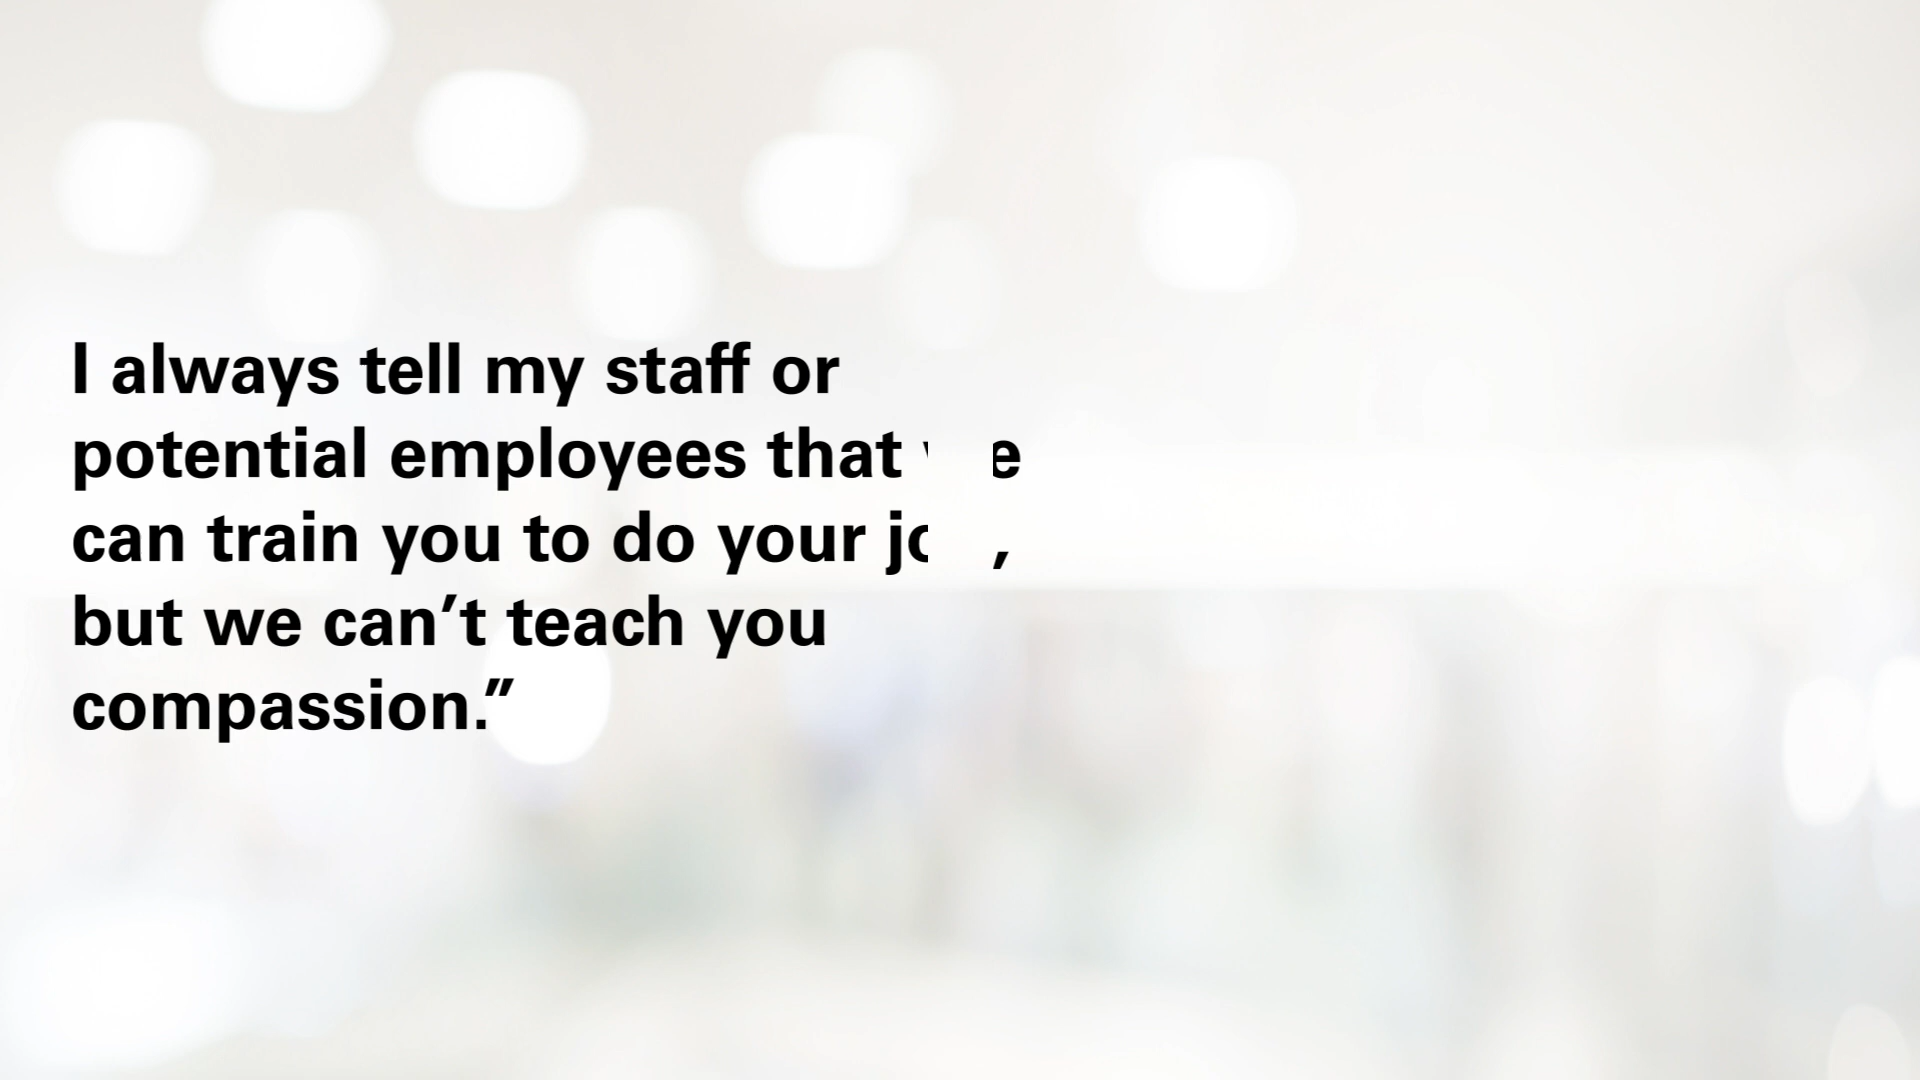 I always tell my staff or
potential employees that we
can train you to do your job,
but we can’t teach you
compassion.”